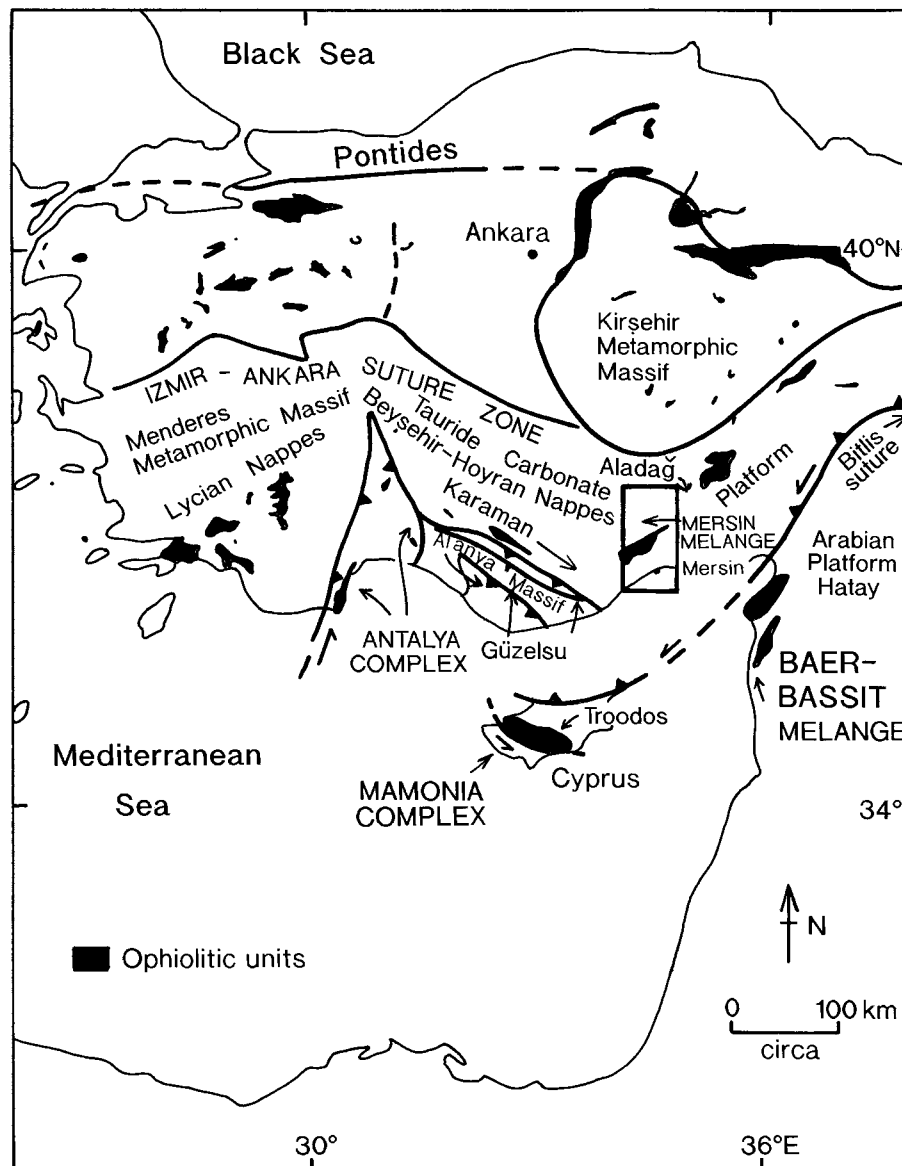 Black Sea
Pontides
Ankara
40°N
Kirşehir
Metamorphic
Massif
IZMIR - ANKARA SUTURE ZONE
Menderes
Metamorphic Massif
Lycian Nappes
Tauride Carbonate Platform
Beyşehir-Hoyran Nappes
Karaman
Aladağ
Bitlis
suture
MERSIN
MELANGE
Mersin
Arabian
Platform
Hatay
Alanya Massif
ANTALYA
COMPLEX
Güzelsu
BAER-
BASSIT
MELANGE
Troodos
Cyprus
MAMONIA
COMPLEX
Mediterranean
Sea
34°
N
Ophiolitic units
0 100 km
circa
30°
36°E